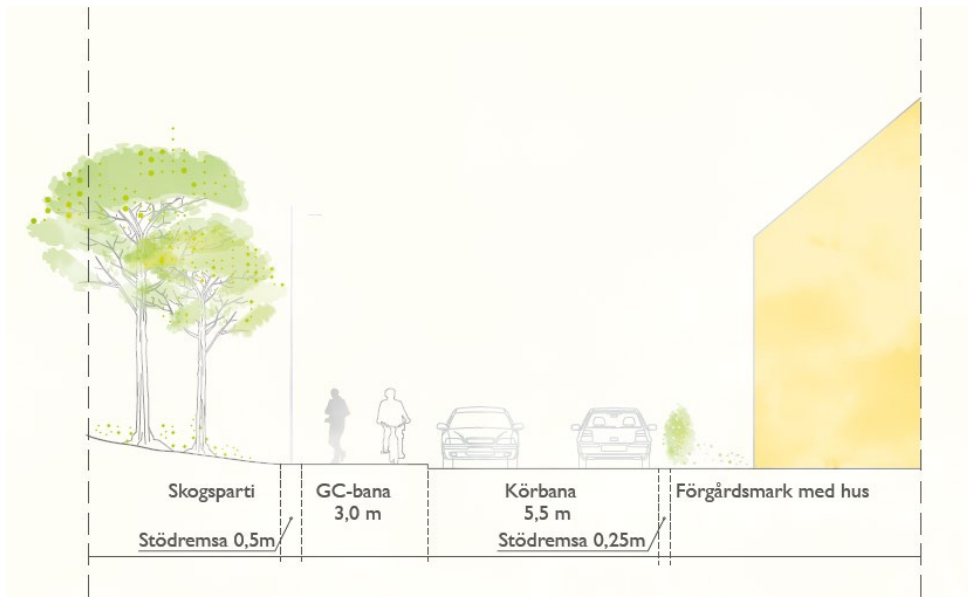 Skogsparti
GC-bana
3,0 m
Körbana
5,5 m
Förgårdsmark med hus
Stödremsa 0,5m
Stödremsa 0,25m